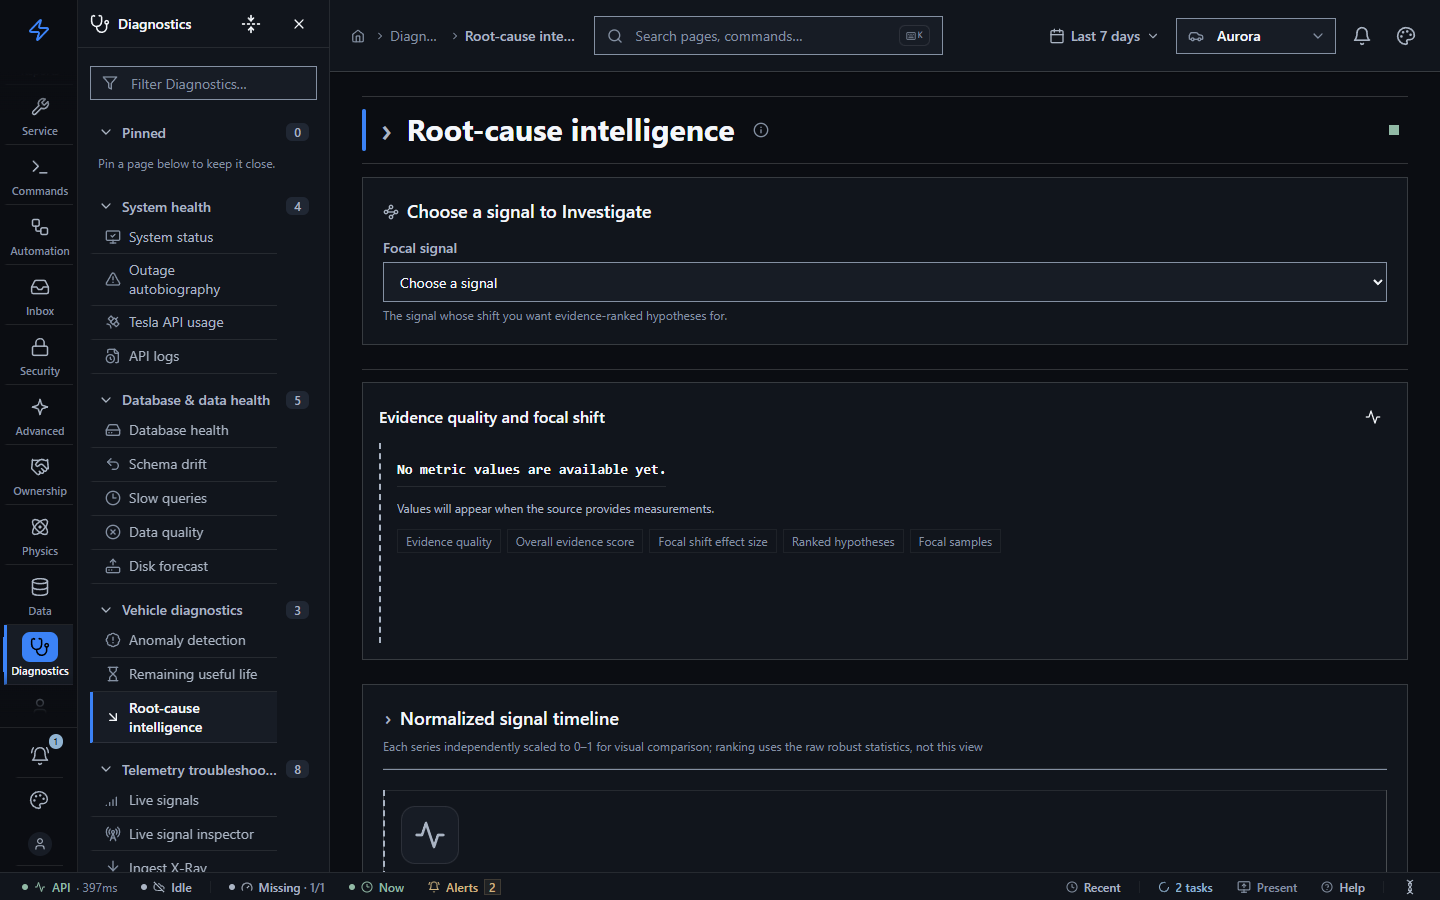 Diagnostics
Diagn...
Root-cause inte...
Search pages, commands...
K
Last 7 days
Aurora
Service
Commands
Automation
Inbox
Security
Advanced
Ownership
Physics
Data
Diagnostics
1
Filter Diagnostics...
Pinned
0
Pin a page below to keep it close.
System health
4
System status
Outage
autobiography
Tesla API usage
API logs
Database & data health
5
Database health
Schema drift
Slow queries
Data quality
Disk forecast
Vehicle diagnostics
3
Anomaly detection
Remaining useful life
Root-cause
intelligence
Telemetry troubleshoo...
8
Live signals
Live signal inspector
Ingest X-Ray
Root-cause intelligence
Choose a signal to Investigate
Focal signal
Choose a signal
The signal whose shift you want evidence-ranked hypotheses for.
Evidence quality and focal shift
No metric values are available yet.
Values will appear when the source provides measurements.
Evidence quality
Overall evidence score
Focal shift effect size
Ranked hypotheses
Focal samples
Normalized signal timeline
Each series independently scaled to 0–1 for visual comparison; ranking uses the raw robust statistics, not this view
API · 397ms
Idle
Missing · 1/1
Now
Alerts 2
Recent
2 tasks
Present
Help